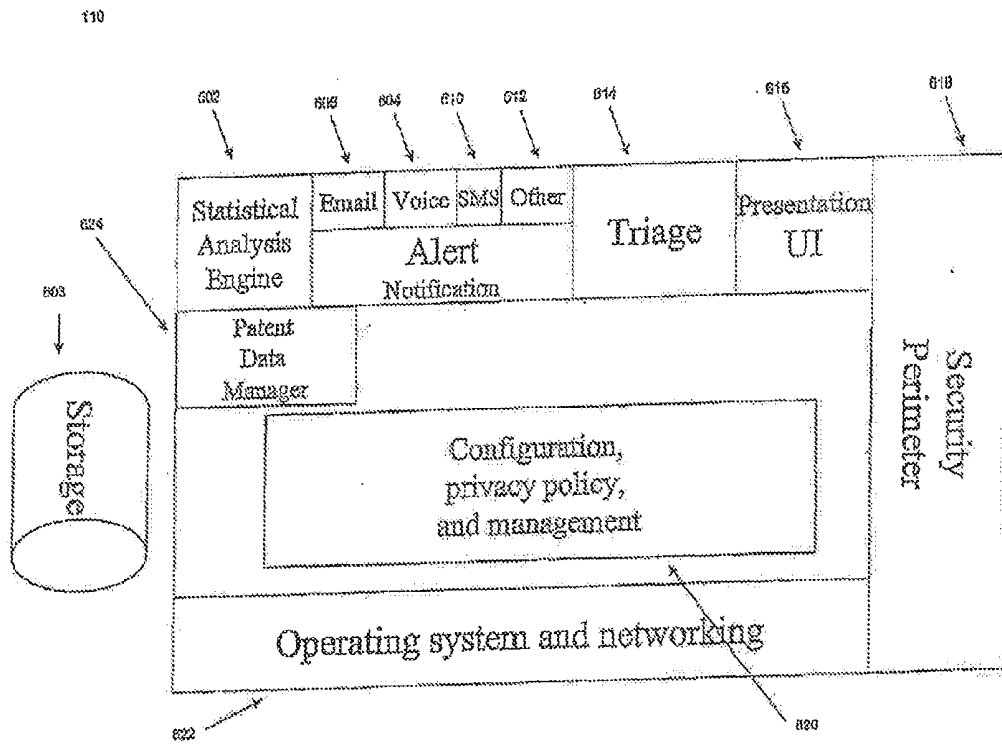 110
602
606
604
610
612
614
616
618
Email
Voice
SMS
Other
Statistical
Analysis
Engine
Alert
Notification
Triage
Presentation
UI
624
603
Patent
Data
Manager
Storage
Security
Perimeter
Configuration,
privacy policy,
and management
Operating system and networking
622
620